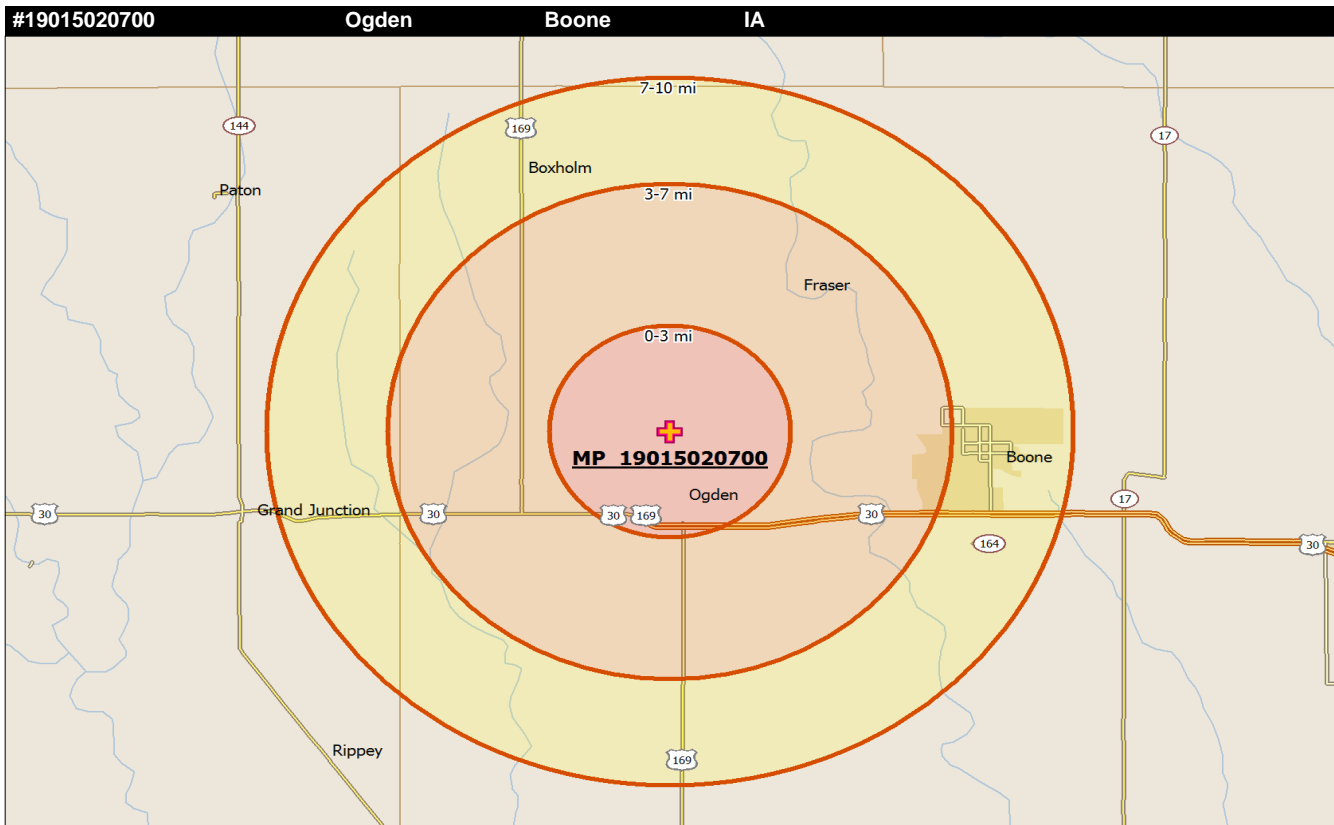 #19015020700 Ogden Boone IA
7-10 mi
144
169
17
Boxholm
Paton
3-7 mi
Fraser
0-3 mi
MP 19015020700
Boone
Ogden
17
Grand Junction
30
30
30
169
30
164
30
Rippey
169